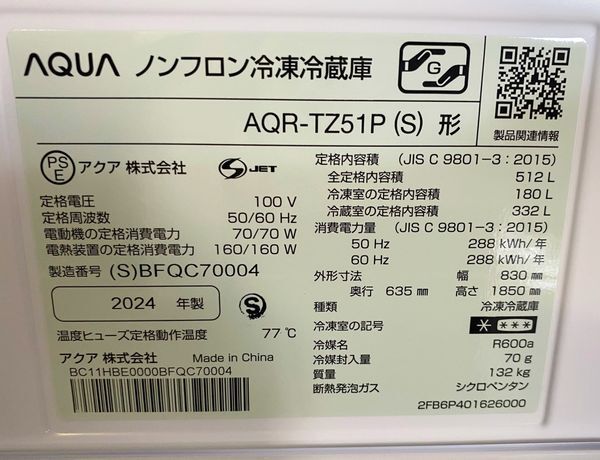 AQUA ノンフロン冷凍冷蔵庫
G
AQR-TZ51P (S) 形
製品関連情報
PS E アクア 株式会社 S JET
定格電圧 100 V
定格周波数 50/60 Hz
電動機の定格消費電力 70/70 W
電熱装置の定格消費電力 160/160 W
製造番号 (S)BFQC70004
2024 年製 S
温度ヒューズ定格動作温度 77℃
アクア 株式会社 Made in China
BC11HBE0000BFQC70004
定格内容積 (JIS C 9801-3:2015)
全定格内容積 512 L
冷凍室の定格内容積 180 L
冷蔵室の定格内容積 332 L
消費電力量 (JIS C 9801-3:2015)
50 Hz 288 kWh/年
60 Hz 288 kWh/年
外形寸法 幅 830 mm
奥行 635 mm 高さ 1850 mm
種類 冷凍冷蔵庫
冷凍室の記号 * ***
冷媒名 R600a
冷媒封入量 70 g
質量 132 kg
断熱発泡ガス シクロペンタン
2FB6P401626000